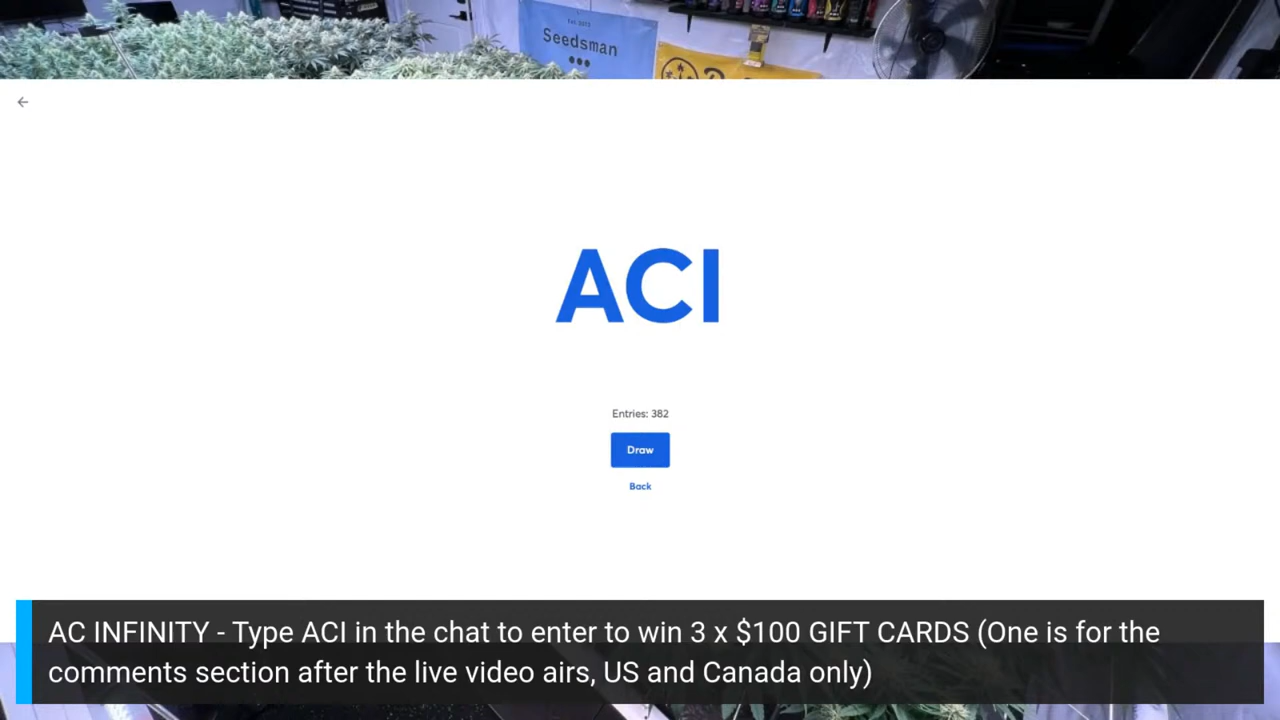 Est. 2002
Seedsman
←
ACI
Entries: 382
Draw
Back
AC INFINITY - Type ACI in the chat to enter to win 3 x $100 GIFT CARDS (One is for the
comments section after the live video airs, US and Canada only)